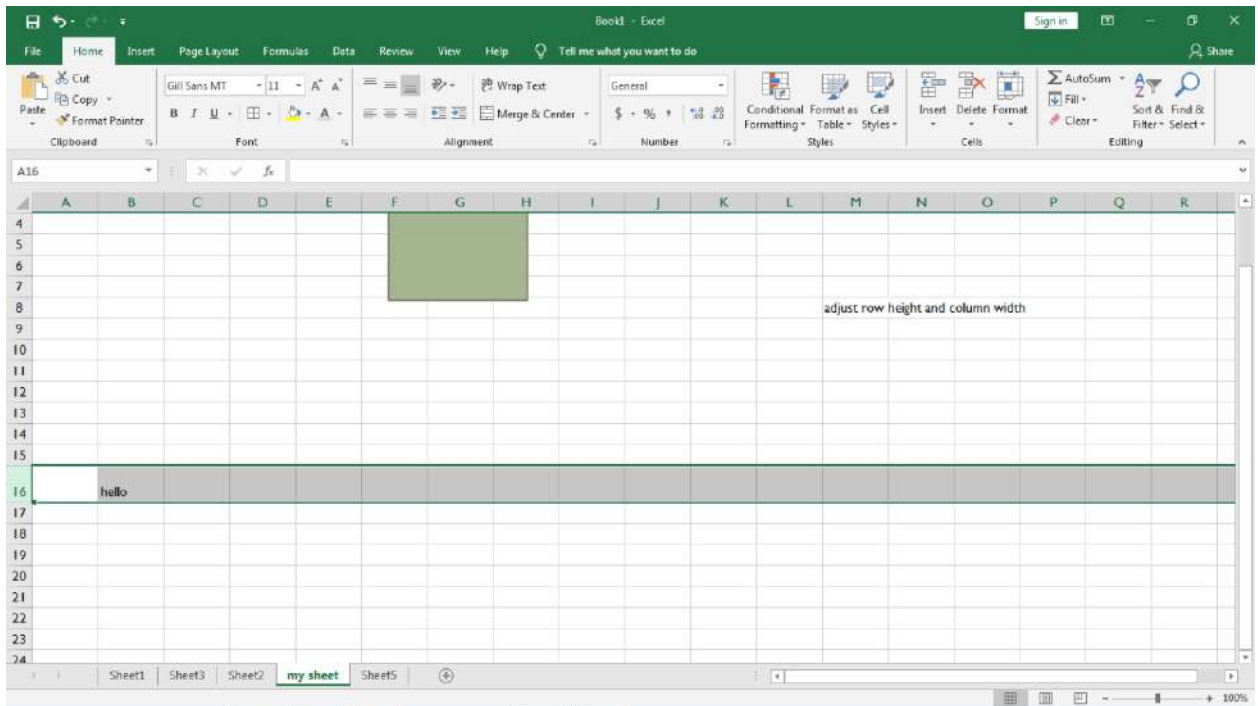 Book1 - Excel
Sign in
File Home Insert Page Layout Formulas Data Review View Help Tell me what you want to do Share
Paste
Cut
Copy
Format Painter
Clipboard
Gill Sans MT 11 A A
B I U A
Font
Wrap Text
Merge & Center
Alignment
General
$ % ,
Number
Conditional Formatting
Format as Table
Cell Styles
Styles
Insert Delete Format
Cells
AutoSum
Fill
Clear
Sort & Filter
Find & Select
Editing
A16 fx
A B C D E F G H I J K L M N O P Q R
4
5
6
7
8 adjust row height and column width
9
10
11
12
13
14
15
16 hello
17
18
19
20
21
22
23
24
Sheet1 Sheet3 Sheet2 my sheet Sheet5
100%